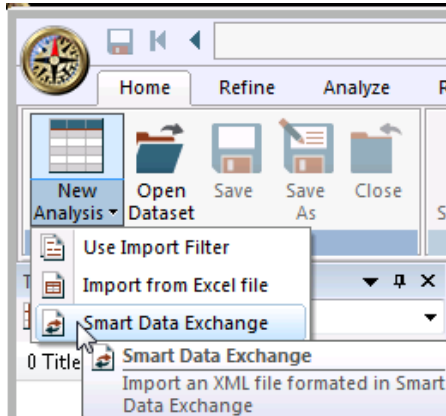 Home Refine Analyze
New Analysis
Open Dataset
Save
Save As
Close
Use Import Filter
Import from Excel file
Smart Data Exchange
0 Title
Smart Data Exchange
Import an XML file formated in Smart
Data Exchange